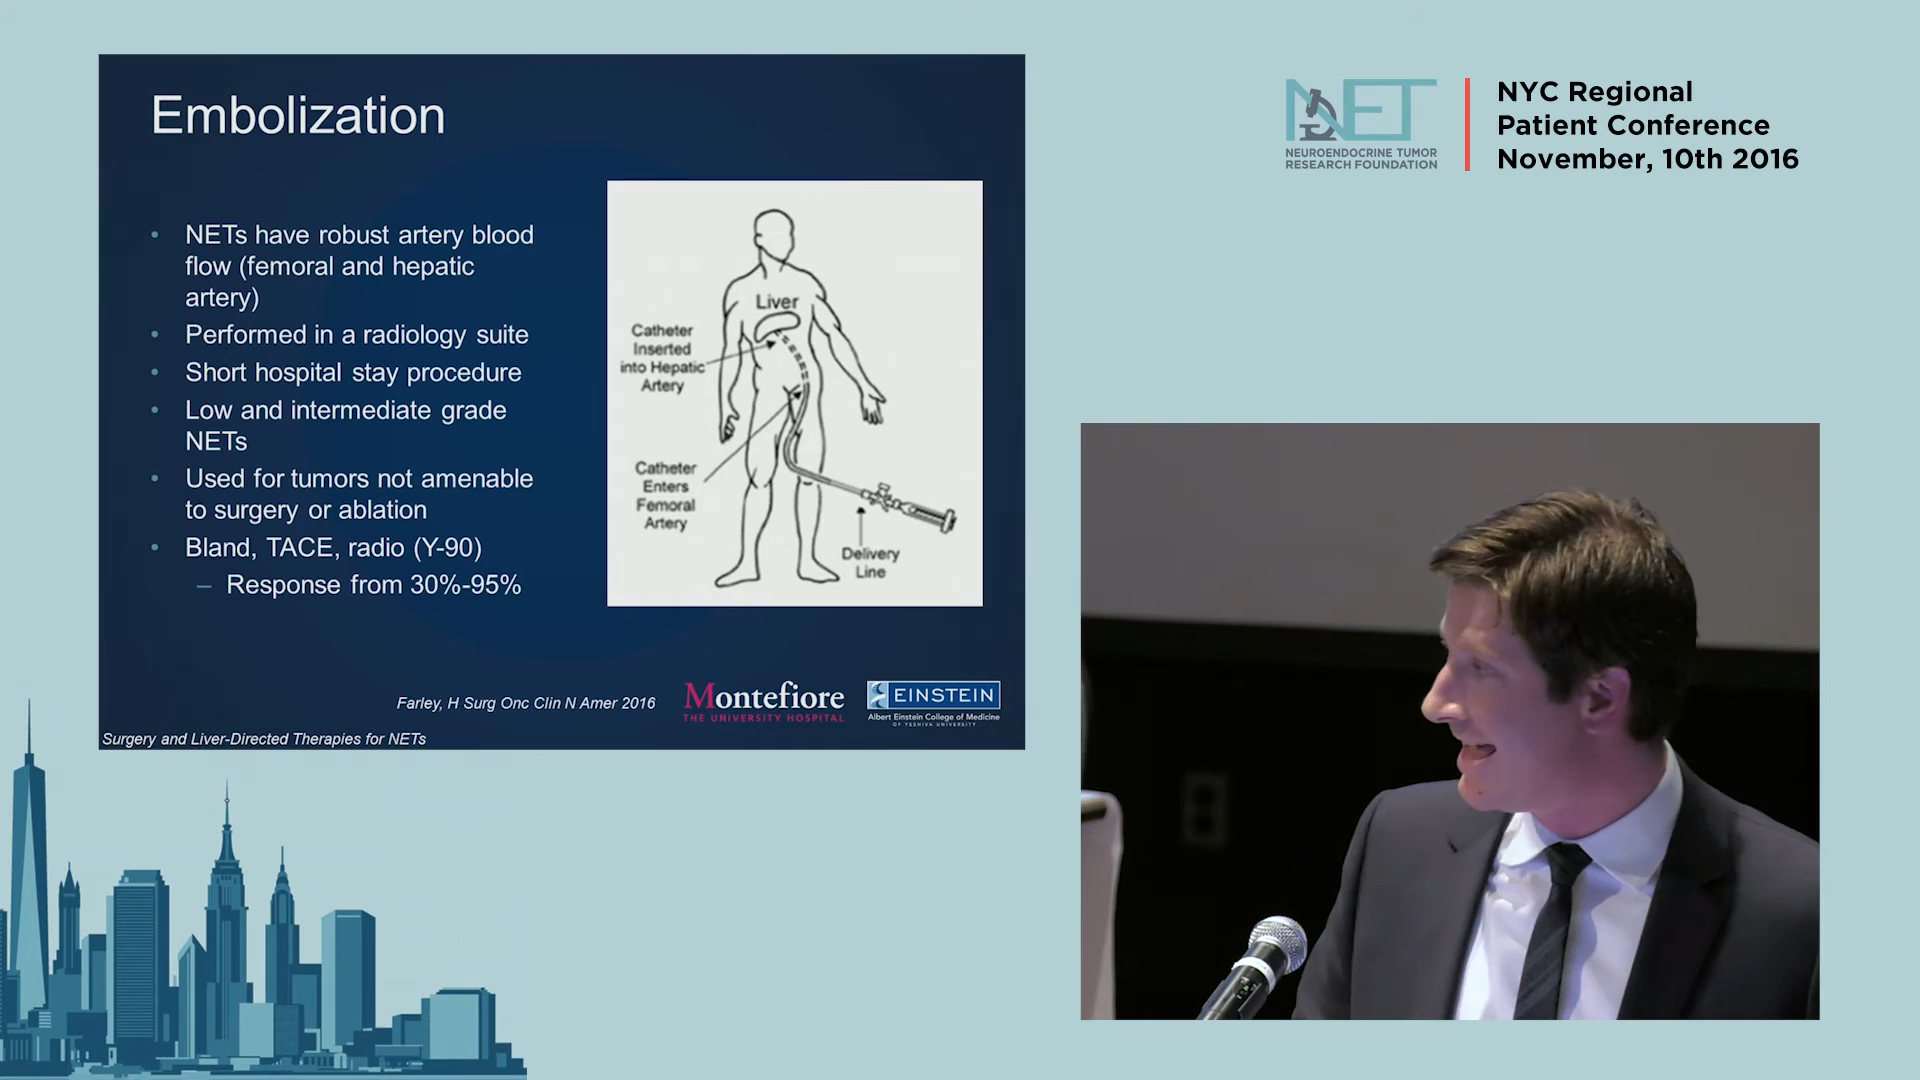 Embolization
NETs have robust artery blood
flow (femoral and hepatic
artery)
Performed in a radiology suite
Short hospital stay procedure
Low and intermediate grade
NETs
Used for tumors not amenable
to surgery or ablation
Bland, TACE, radio (Y-90)
– Response from 30%-95%
Liver
Catheter
Inserted
into Hepatic
Artery
Catheter
Enters
Femoral
Artery
Delivery
Line
Farley, H Surg Onc Clin N Amer 2016
Montefiore
THE UNIVERSITY HOSPITAL
EINSTEIN
Albert Einstein College of Medicine
OF YESHIVA UNIVERSITY
Surgery and Liver-Directed Therapies for NETs
NET
NEUROENDOCRINE TUMOR
RESEARCH FOUNDATION
NYC Regional
Patient Conference
November, 10th 2016